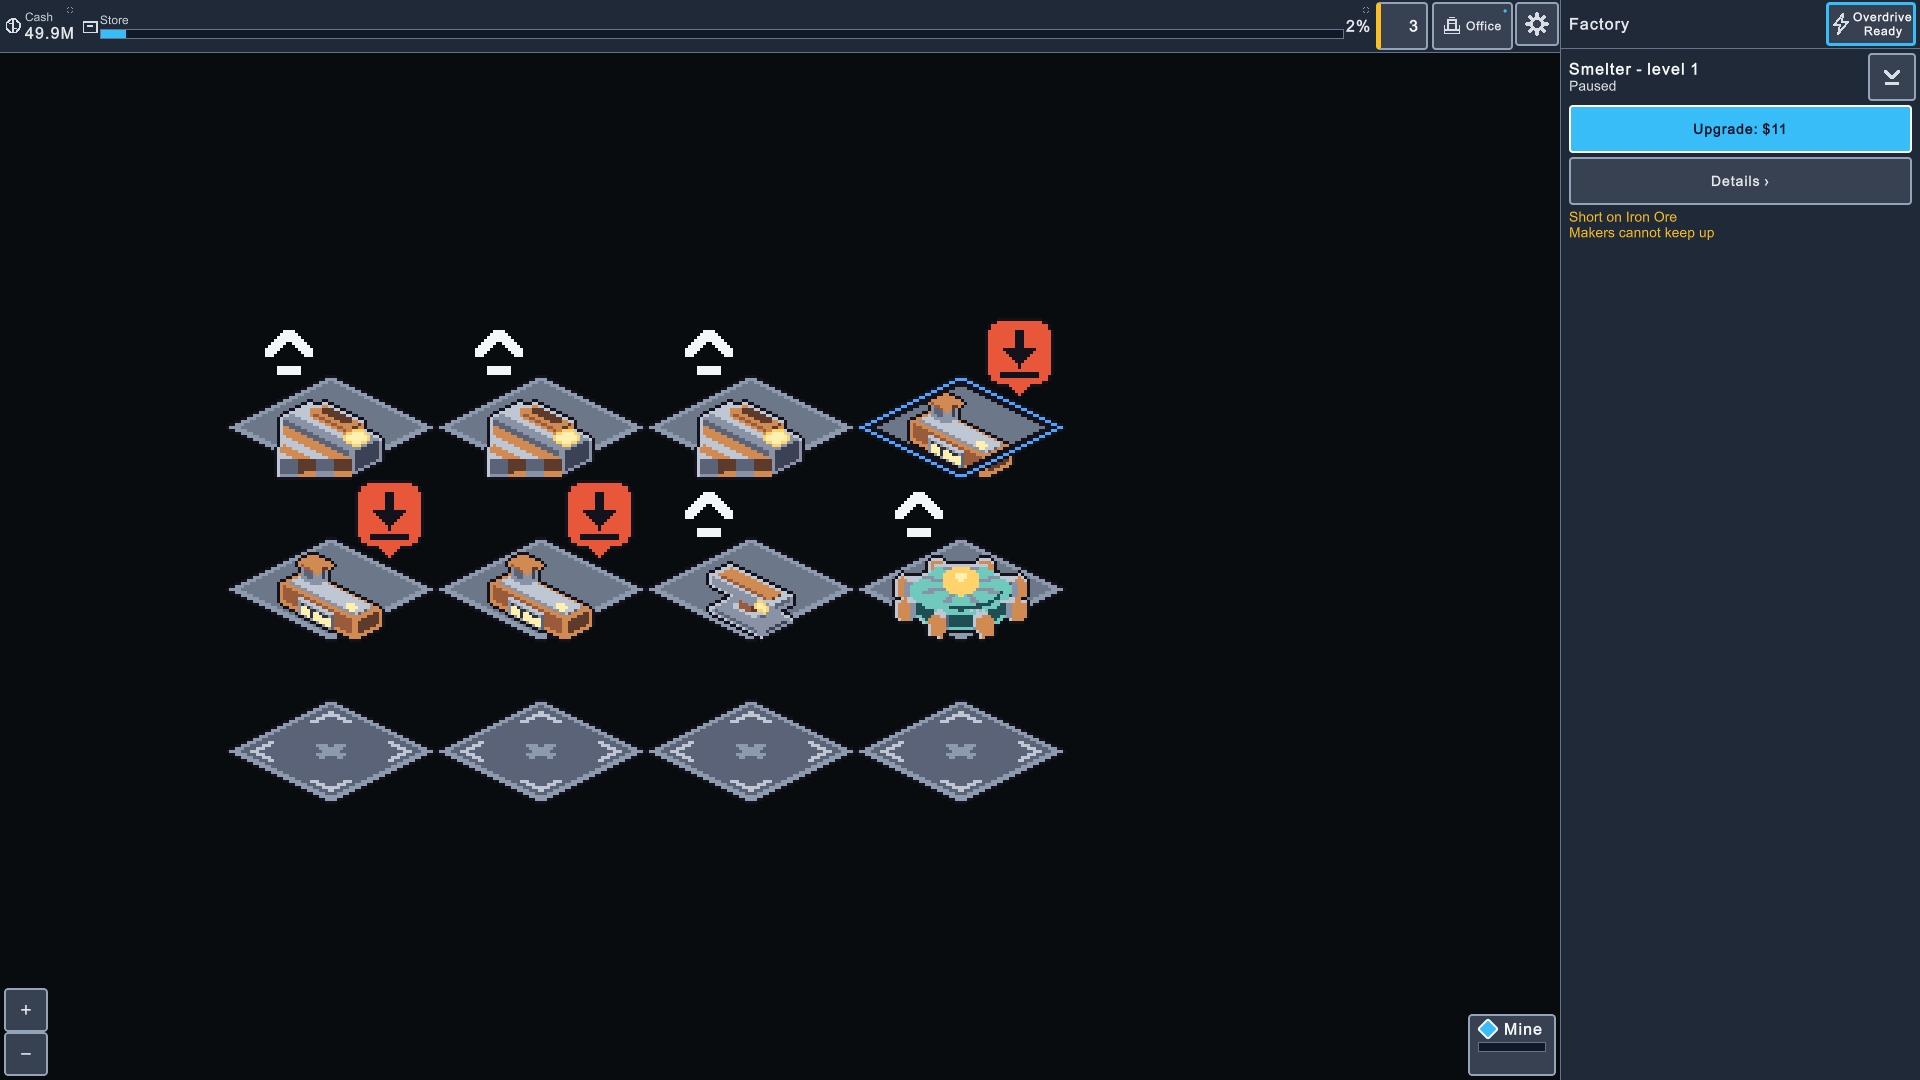 Cash
49.9M
Store
2%
3
Office
Factory
Overdrive
Ready
Smelter - level 1
Paused
Upgrade: $11
Details ›
Short on Iron Ore
Makers cannot keep up
+
−
Mine